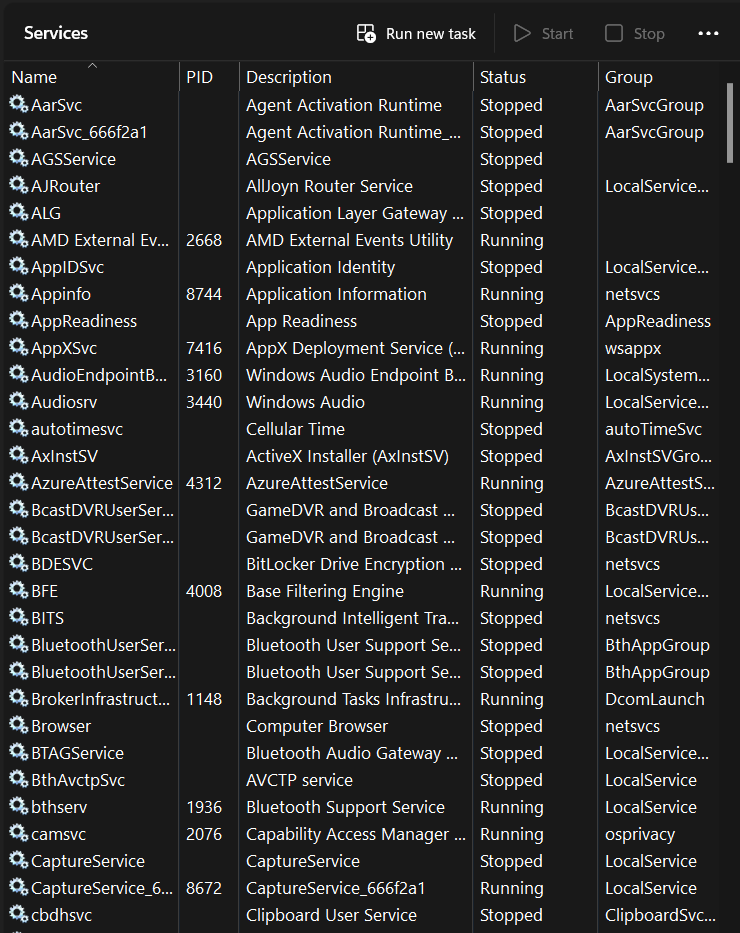 Services Run new task Start Stop
Name PID Description Status Group
AarSvc Agent Activation Runtime Stopped AarSvcGroup
AarSvc_666f2a1 Agent Activation Runtime_... Stopped AarSvcGroup
AGSService AGSService Stopped
AJRouter AllJoyn Router Service Stopped LocalService...
ALG Application Layer Gateway ... Stopped
AMD External Ev... 2668 AMD External Events Utility Running
AppIDSvc Application Identity Stopped LocalService...
Appinfo 8744 Application Information Running netsvcs
AppReadiness App Readiness Stopped AppReadiness
AppXSvc 7416 AppX Deployment Service (... Running wsappx
AudioEndpointB... 3160 Windows Audio Endpoint B... Running LocalSystem...
Audiosrv 3440 Windows Audio Running LocalService...
autotimesvc Cellular Time Stopped autoTimeSvc
AxInstSV ActiveX Installer (AxInstSV) Stopped AxInstSVGro...
AzureAttestService 4312 AzureAttestService Running AzureAttestS...
BcastDVRUserSer... GameDVR and Broadcast ... Stopped BcastDVRUs...
BcastDVRUserSer... GameDVR and Broadcast ... Stopped BcastDVRUs...
BDESVC BitLocker Drive Encryption ... Stopped netsvcs
BFE 4008 Base Filtering Engine Running LocalService...
BITS Background Intelligent Tra... Stopped netsvcs
BluetoothUserSer... Bluetooth User Support Se... Stopped BthAppGroup
BluetoothUserSer... Bluetooth User Support Se... Stopped BthAppGroup
BrokerInfrastruct... 1148 Background Tasks Infrastru... Running DcomLaunch
Browser Computer Browser Stopped netsvcs
BTAGService Bluetooth Audio Gateway ... Stopped LocalService...
BthAvctpSvc AVCTP service Stopped LocalService
bthserv 1936 Bluetooth Support Service Running LocalService
camsvc 2076 Capability Access Manager ... Running osprivacy
CaptureService CaptureService Stopped LocalService
CaptureService_6... 8672 CaptureService_666f2a1 Running LocalService
cbdhsvc Clipboard User Service Stopped ClipboardSvc...